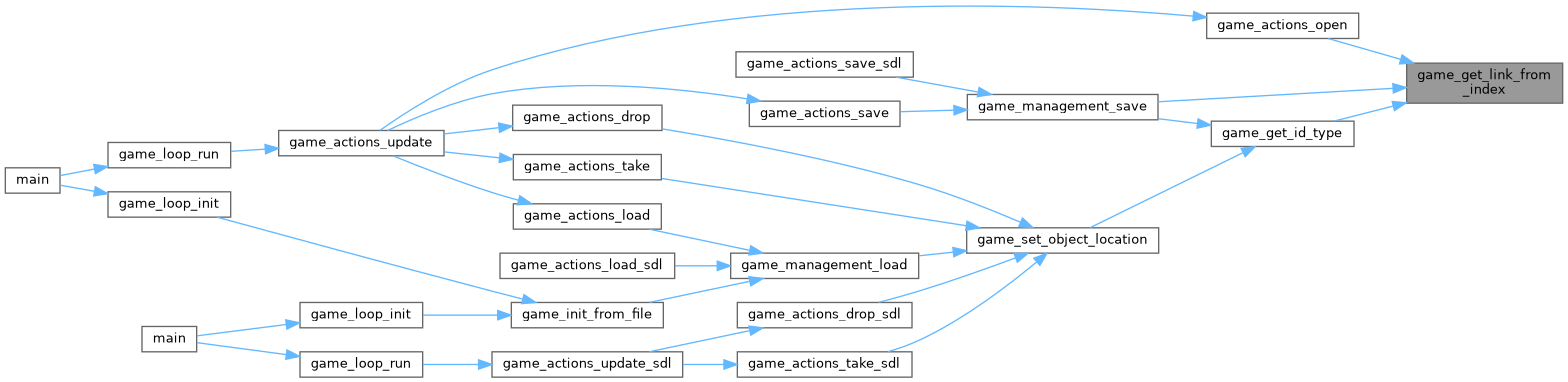 game_actions_open
game_actions_save_sdl
game_get_link_from
_index
game_management_save
game_actions_save
game_actions_drop
game_get_id_type
game_actions_update
game_loop_run
game_actions_take
main
game_loop_init
game_actions_load
game_set_object_location
game_actions_load_sdl
game_management_load
game_loop_init
game_init_from_file
game_actions_drop_sdl
main
game_loop_run
game_actions_update_sdl
game_actions_take_sdl